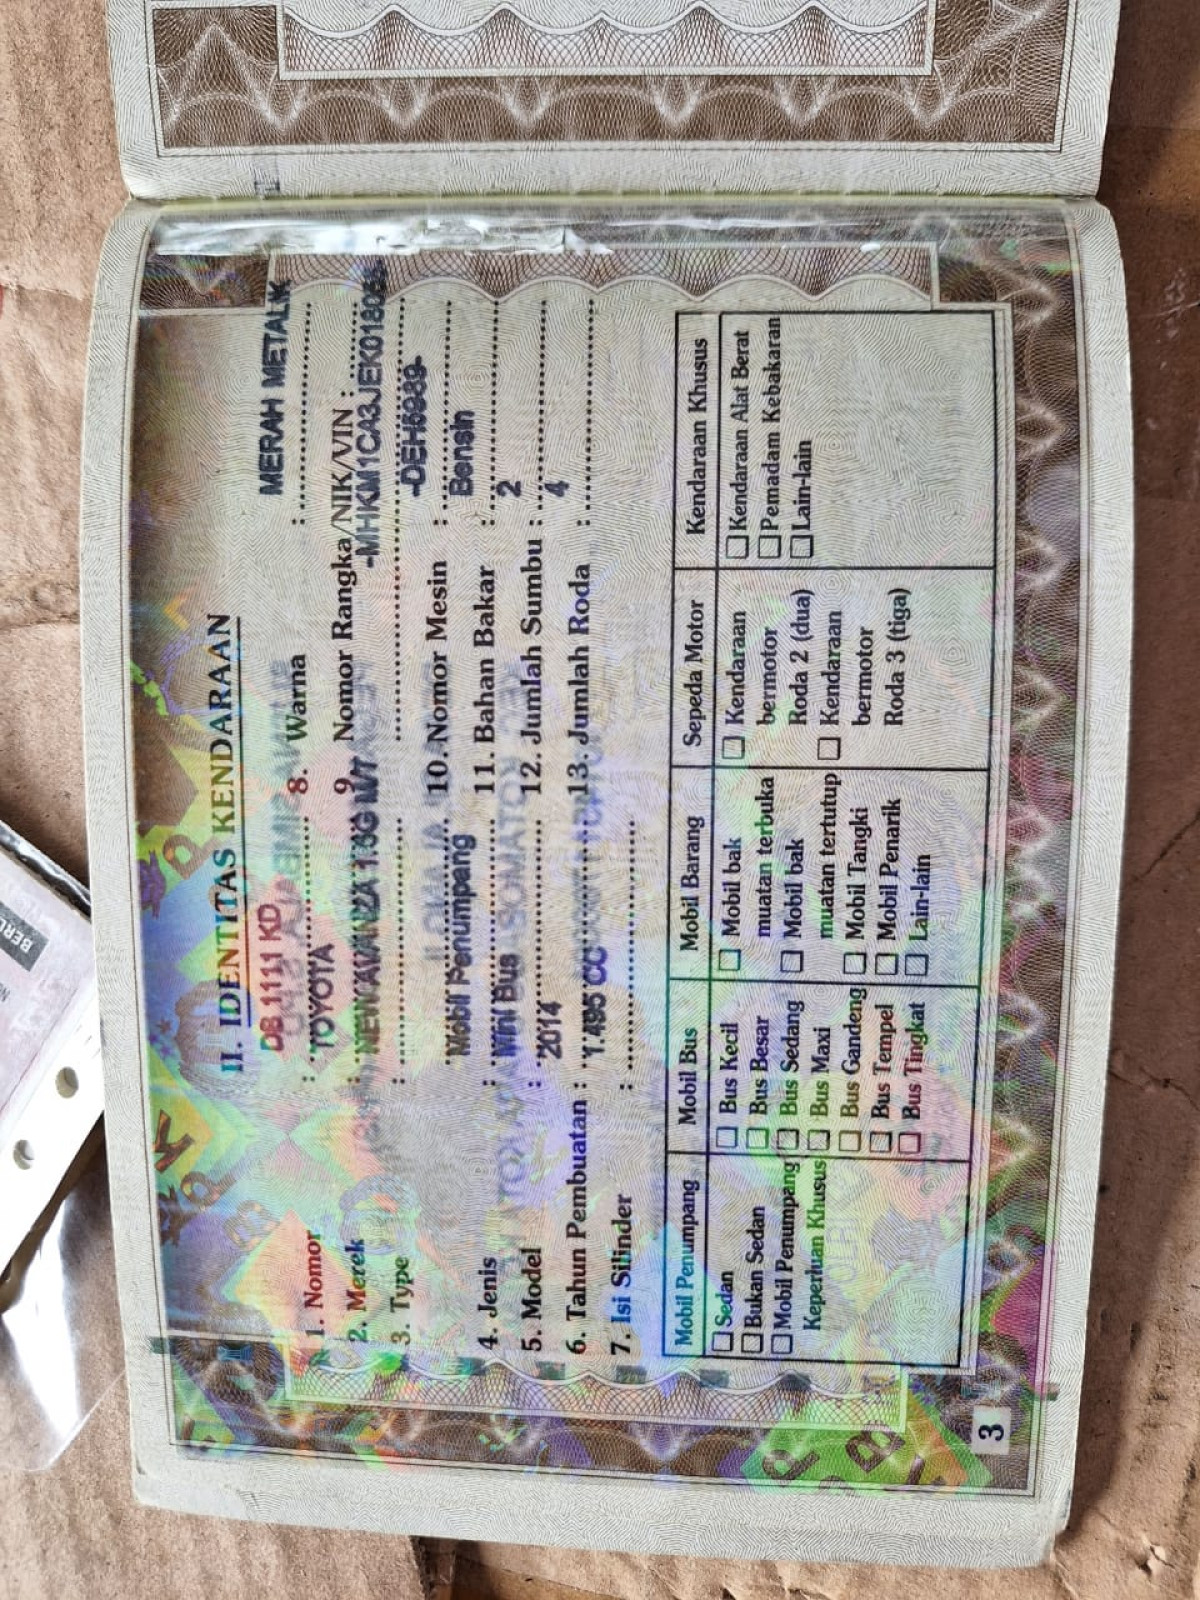 II. IDENTITAS KENDARAAN
1. Nomor : DB 1111 KD
2. Merek : TOYOTA
3. Type :
4. Jenis : Mobil Penumpang
5. Model : Mini Bus
6. Tahun Pembuatan : 2014
7. Isi Silinder : 1.495 CC
8. Warna : MERAH METALIK
9. Nomor Rangka/NIK/VIN :
10. Nomor Mesin :
11. Bahan Bakar : Bensin
12. Jumlah Sumbu : 2
13. Jumlah Roda : 4
Mobil Penumpang
Sedan
Bukan Sedan
Mobil Penumpang
Keperluan Khusus
Mobil Bus
Bus Kecil
Bus Besar
Bus Sedang
Bus Maxi
Bus Gandeng
Bus Tempel
Bus Tingkat
Mobil Barang
Mobil bak
muatan terbuka
Mobil bak
muatan tertutup
Mobil Tangki
Mobil Penarik
Lain-lain
Sepeda Motor
Kendaraan
bermotor
Roda 2 (dua)
Kendaraan
bermotor
Roda 3 (tiga)
Kendaraan Khusus
Kendaraan Alat Berat
Pemadam Kebakaran
Lain-lain
3